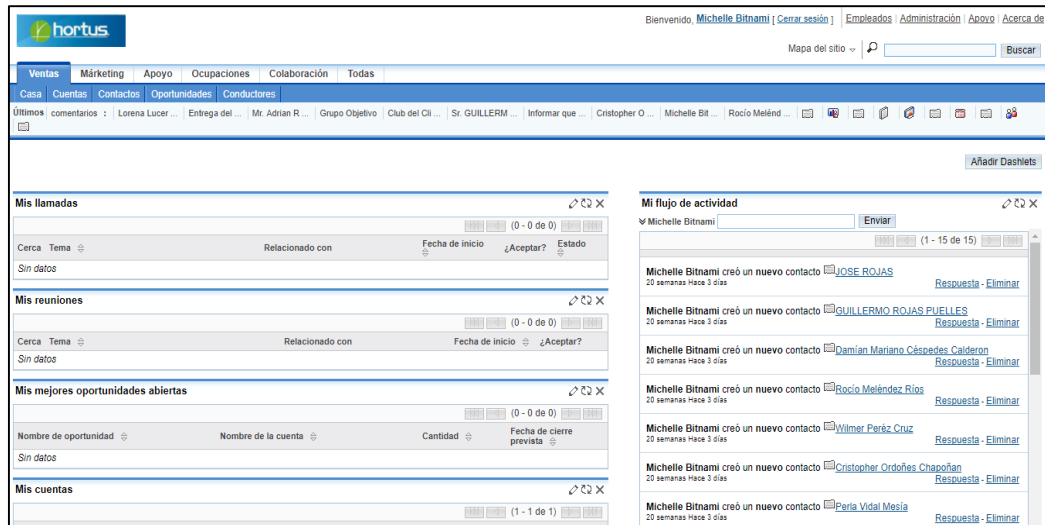 hortus
Bienvenido, Michelle Bitnami [ Cerrar sesión ] Empleados | Administración | Apoyo | Acerca de
Mapa del sitio Buscar
Ventas Márketing Apoyo Ocupaciones Colaboración Todas
Casa Cuentas Contactos Oportunidades Conductores
Últimos comentarios : Lorena Lucer ... Entrega del ... Mr. Adrian R ... Grupo Objetivo Club del Cli ... Sr. GUILLERM ... Informar que ... Cristopher O ... Michelle Bit ... Rocío Melénd ...
Añadir Dashlets
Mis llamadas
(0 - 0 de 0)
Cerca Tema Relacionado con Fecha de inicio ¿Aceptar? Estado
Sin datos
Mis reuniones
(0 - 0 de 0)
Cerca Tema Relacionado con Fecha de inicio ¿Aceptar?
Sin datos
Mis mejores oportunidades abiertas
(0 - 0 de 0)
Nombre de oportunidad Nombre de la cuenta Cantidad Fecha de cierre
prevista
Sin datos
Mis cuentas
(1 - 1 de 1)
Mi flujo de actividad
Michelle Bitnami Enviar
(1 - 15 de 15)
Michelle Bitnami creó un nuevo contacto JOSE ROJAS
20 semanas Hace 3 días Respuesta - Eliminar
Michelle Bitnami creó un nuevo contacto GUILLERMO ROJAS PUELLES
20 semanas Hace 3 días Respuesta - Eliminar
Michelle Bitnami creó un nuevo contacto Damían Mariano Céspedes Calderon
20 semanas Hace 3 días Respuesta - Eliminar
Michelle Bitnami creó un nuevo contacto Rocío Meléndez Ríos
20 semanas Hace 3 días Respuesta - Eliminar
Michelle Bitnami creó un nuevo contacto Wilmer Peréz Cruz
20 semanas Hace 3 días Respuesta - Eliminar
Michelle Bitnami creó un nuevo contacto Cristopher Ordoñes Chapoñan
20 semanas Hace 3 días Respuesta - Eliminar
Michelle Bitnami creó un nuevo contacto Perla Vidal Mesía
20 semanas Hace 3 días Respuesta - Eliminar